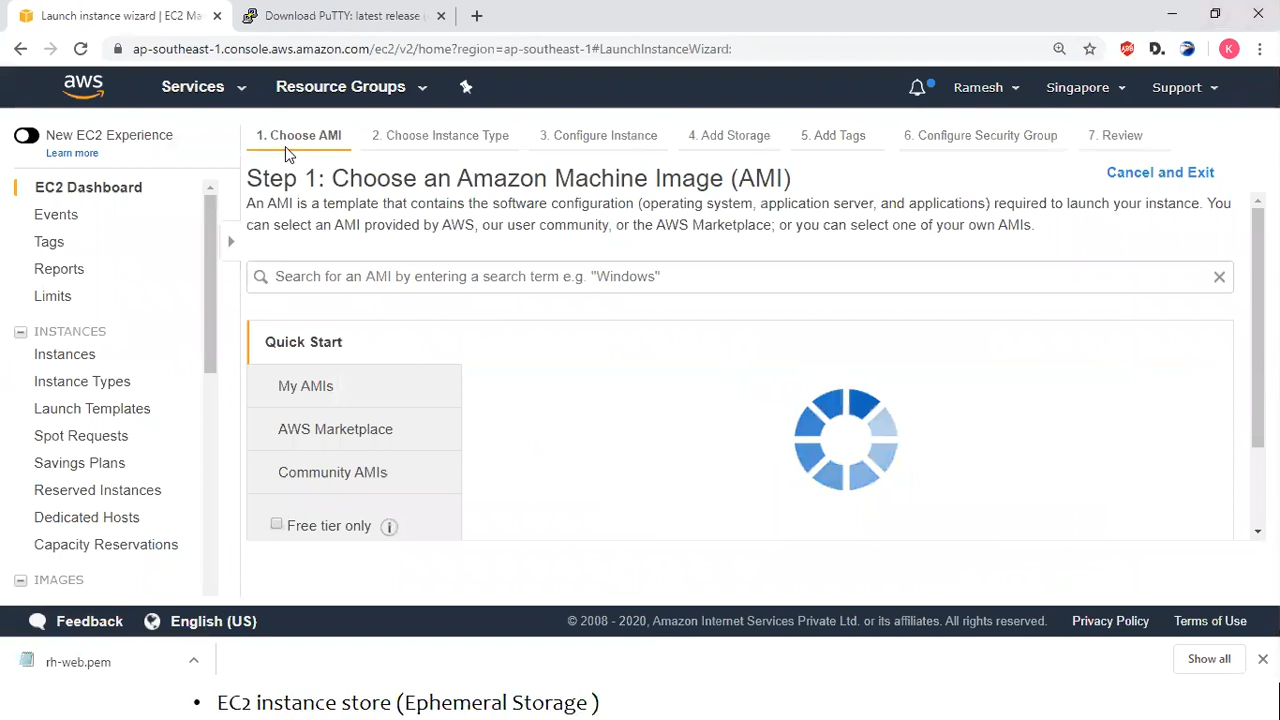 Launch instance wizard | EC2 Ma
Download PuTTY: latest release (
ap-southeast-1.console.aws.amazon.com/ec2/v2/home?region=ap-southeast-1#LaunchInstanceWizard:
ABP
D.
K
aws
Services
Resource Groups
Ramesh
Singapore
Support
New EC2 Experience
Learn more
1. Choose AMI
2. Choose Instance Type
3. Configure Instance
4. Add Storage
5. Add Tags
6. Configure Security Group
7. Review
EC2 Dashboard
Events
Tags
Reports
Limits
INSTANCES
Instances
Instance Types
Launch Templates
Spot Requests
Savings Plans
Reserved Instances
Dedicated Hosts
Capacity Reservations
IMAGES
Step 1: Choose an Amazon Machine Image (AMI)
Cancel and Exit
An AMI is a template that contains the software configuration (operating system, application server, and applications) required to launch your instance. You
can select an AMI provided by AWS, our user community, or the AWS Marketplace; or you can select one of your own AMIs.
Search for an AMI by entering a search term e.g. "Windows"
Quick Start
My AMIs
AWS Marketplace
Community AMIs
Free tier only
i
Feedback
English (US)
© 2008 - 2020, Amazon Internet Services Private Ltd. or its affiliates. All rights reserved.
Privacy Policy
Terms of Use
rh-web.pem
Show all
• EC2 instance store (Ephemeral Storage )